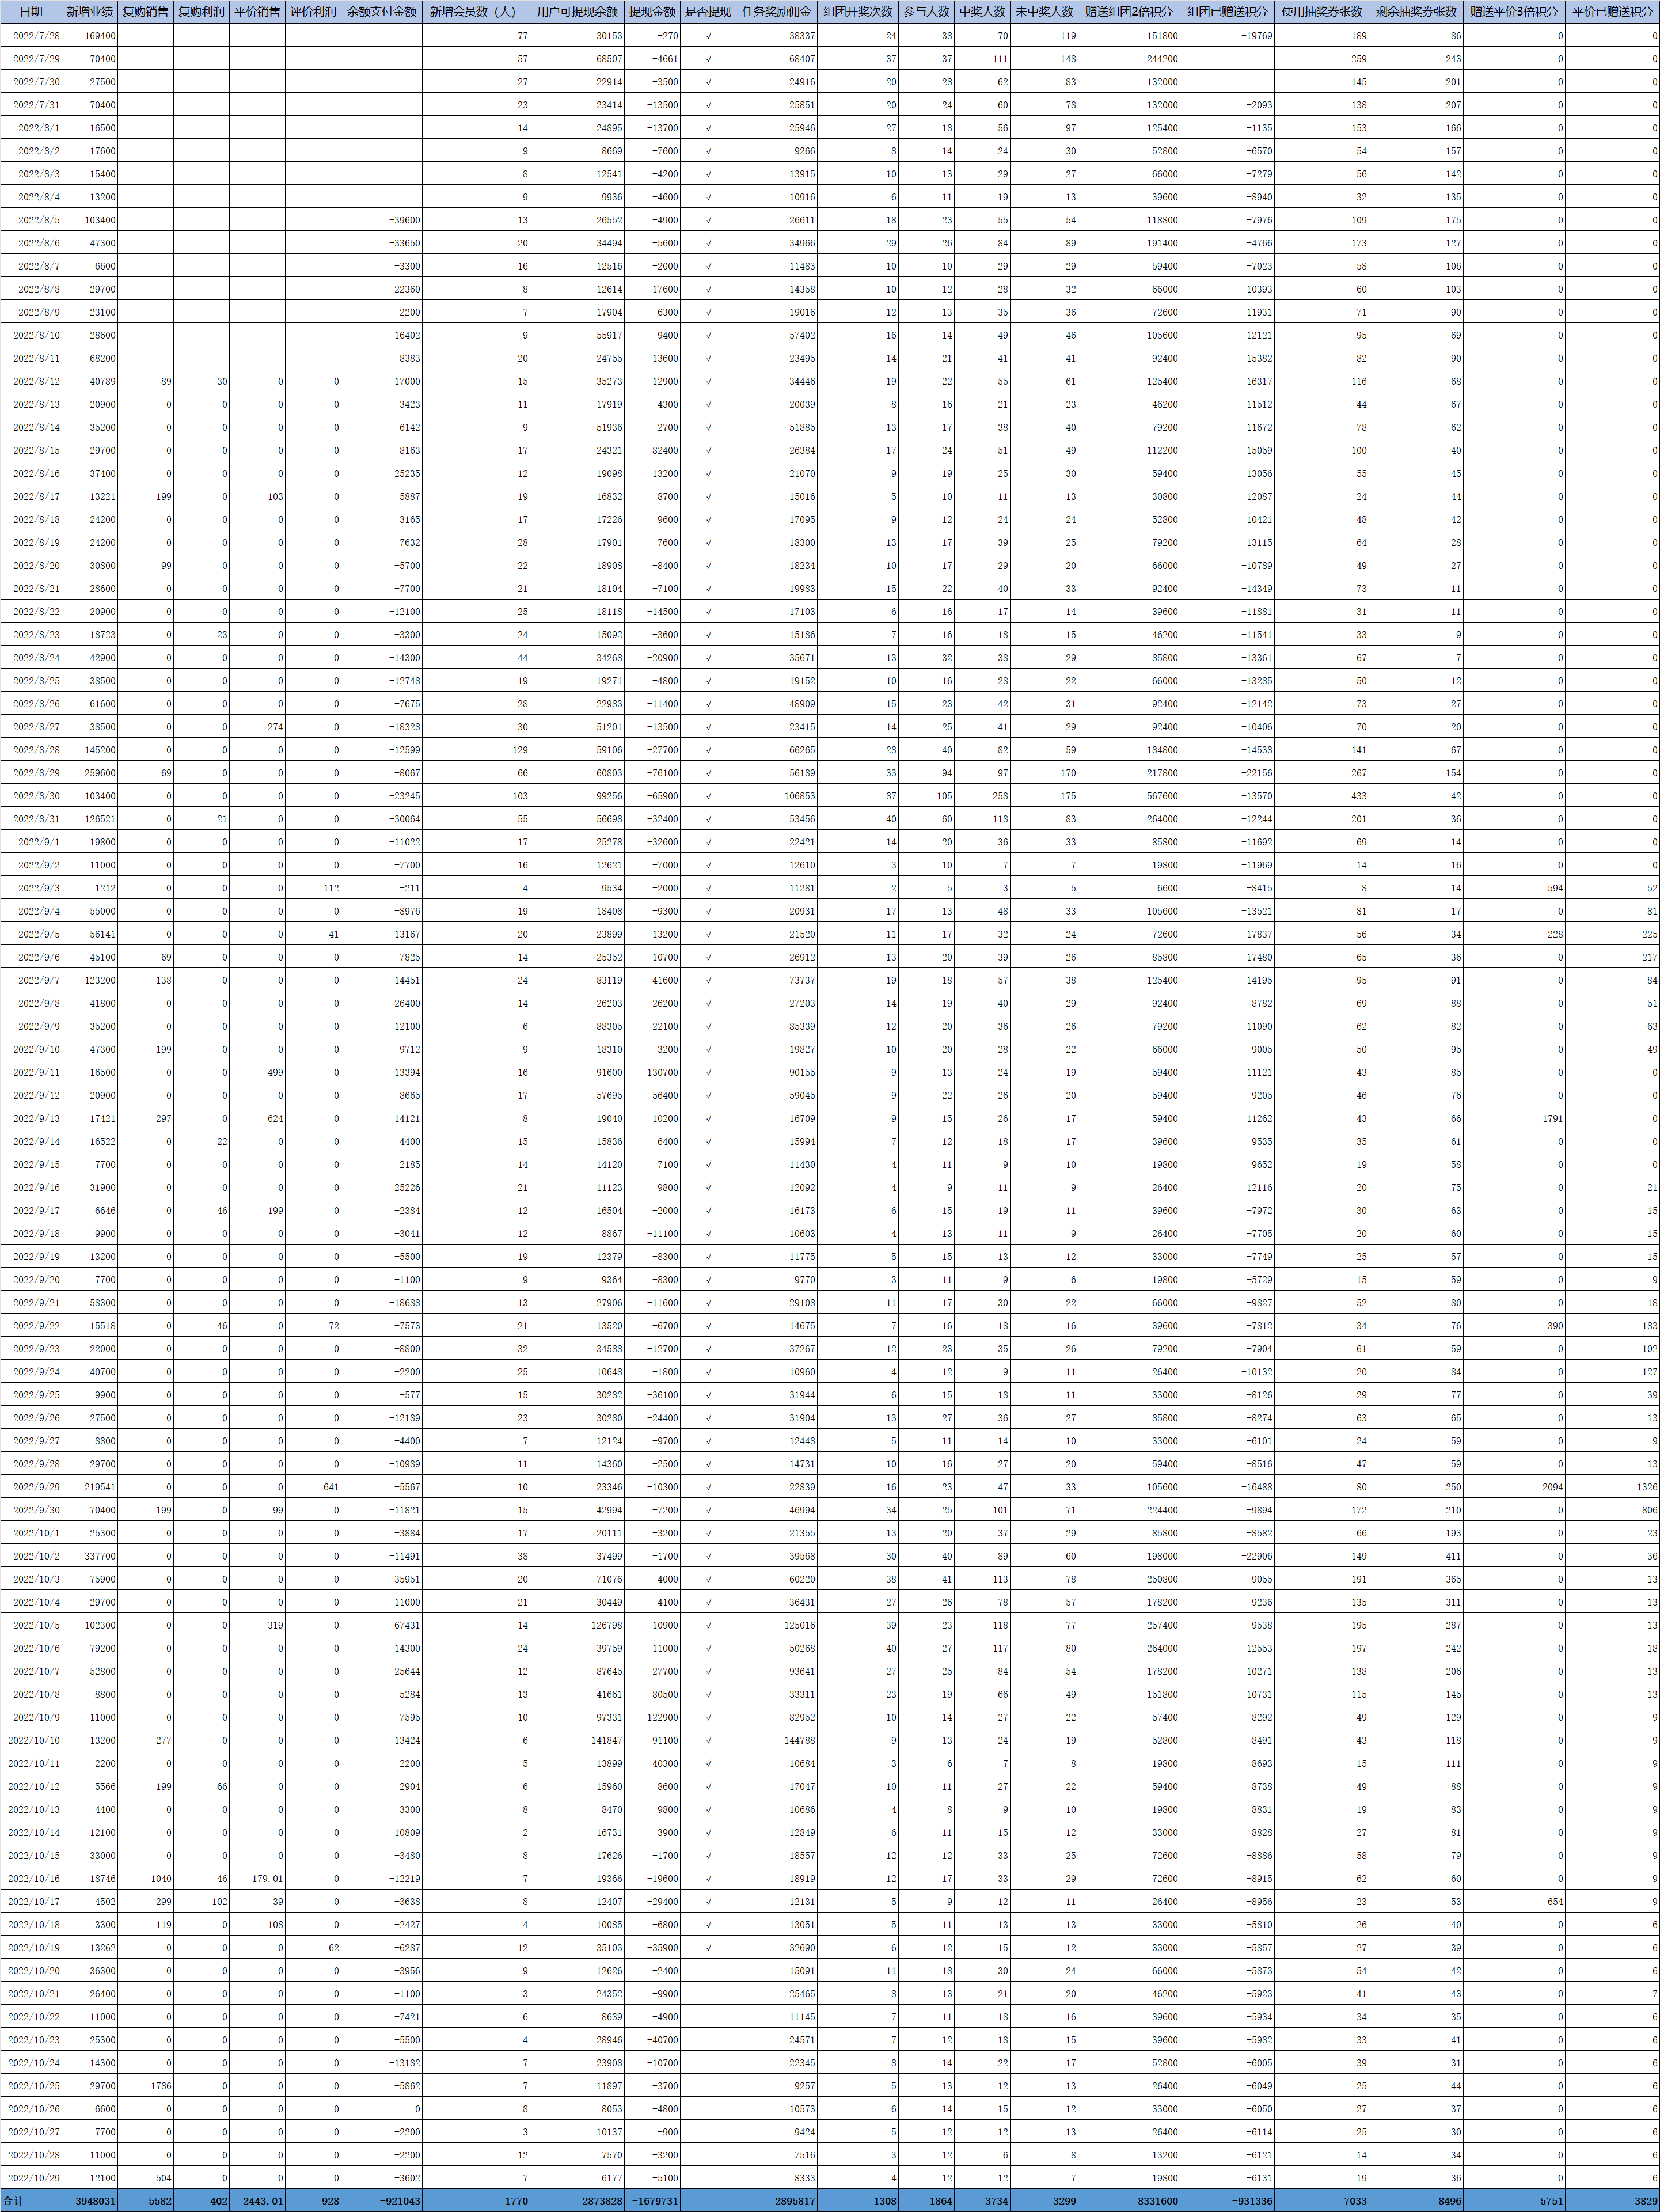 日期 新增业绩 复购销售 复购利润 平价销售 评价利润 余额支付金额 新增会员数（人） 用户可提现余额 提现金额 是否提现 任务奖励佣金 组团开奖次数 参与人数 中奖人数 未中奖人数 赠送组团2倍积分 组团已赠送积分 使用抽奖券张数 剩余抽奖券张数 赠送平价3倍积分 平价已赠送积分
2022/7/28 169400 77 30153 -270 √ 38337 24 38 70 119 151800 -19769 189 86 0 0
2022/7/29 70400 57 68507 -4661 √ 68407 37 37 111 148 244200 259 243 0 0
2022/7/30 27500 27 22914 -3500 √ 24916 20 28 62 83 132000 145 201 0 0
2022/7/31 70400 23 23414 -13500 √ 25851 20 24 60 78 132000 -2093 138 207 0 0
2022/8/1 16500 14 24895 -13700 √ 25946 27 18 56 97 125400 -1135 153 166 0 0
2022/8/2 17600 9 8669 -7600 √ 9266 8 14 24 30 52800 -6570 54 157 0 0
2022/8/3 15400 8 12541 -4200 √ 13915 10 13 29 27 66000 -7279 56 142 0 0
2022/8/4 13200 9 9936 -4600 √ 10916 6 11 19 13 39600 -8940 32 135 0 0
2022/8/5 103400 -39600 13 26552 -4900 √ 26611 18 23 55 54 118800 -7976 109 175 0 0
2022/8/6 47300 -33650 20 34494 -5600 √ 34966 29 26 84 89 191400 -4766 173 127 0 0
2022/8/7 6600 -3300 16 12516 -2000 √ 11483 10 10 29 29 59400 -7023 58 106 0 0
2022/8/8 29700 -22360 8 12614 -17600 √ 14358 10 12 28 32 66000 -10393 60 103 0 0
2022/8/9 23100 -2200 7 17904 -6300 √ 19016 12 13 35 36 72600 -11931 71 90 0 0
2022/8/10 28600 -16402 9 55917 -9400 √ 57402 16 14 49 46 105600 -12121 95 69 0 0
2022/8/11 68200 -8383 20 24755 -13600 √ 23495 14 21 41 41 92400 -15382 82 90 0 0
2022/8/12 40789 89 30 0 0 -17000 15 35273 -12900 √ 34446 19 22 55 61 125400 -16317 116 68 0 0
2022/8/13 20900 0 0 0 0 -3423 11 17919 -4300 √ 20039 8 16 21 23 46200 -11512 44 67 0 0
2022/8/14 35200 0 0 0 0 -6142 9 51936 -2700 √ 51885 13 17 38 40 79200 -11672 78 62 0 0
2022/8/15 29700 0 0 0 0 -8163 17 24321 -82400 √ 26384 17 24 51 49 112200 -15059 100 40 0 0
2022/8/16 37400 0 0 0 0 -25235 12 19098 -13200 √ 21070 9 19 25 30 59400 -13056 55 45 0 0
2022/8/17 13221 199 0 103 0 -5887 19 16832 -8700 √ 15016 5 10 11 13 30800 -12087 24 44 0 0
2022/8/18 24200 0 0 0 0 -3165 17 17226 -9600 √ 17095 9 12 24 24 52800 -10421 48 42 0 0
2022/8/19 24200 0 0 0 0 -7632 28 17901 -7600 √ 18300 13 17 39 25 79200 -13115 64 28 0 0
2022/8/20 30800 99 0 0 0 -5700 22 18908 -8400 √ 18234 10 17 29 20 66000 -10789 49 27 0 0
2022/8/21 28600 0 0 0 0 -7700 21 18104 -7100 √ 19983 15 22 40 33 92400 -14349 73 11 0 0
2022/8/22 20900 0 0 0 0 -12100 25 18118 -14500 √ 17103 6 16 17 14 39600 -11881 31 11 0 0
2022/8/23 18723 0 23 0 0 -3300 24 15092 -3600 √ 15186 7 16 18 15 46200 -11541 33 9 0 0
2022/8/24 42900 0 0 0 0 -14300 44 34268 -20900 √ 35671 13 32 38 29 85800 -13361 67 7 0 0
2022/8/25 38500 0 0 0 0 -12748 19 19271 -4800 √ 19152 10 16 28 22 66000 -13285 50 12 0 0
2022/8/26 61600 0 0 0 0 -7675 28 22983 -11400 √ 48909 15 23 42 31 92400 -12142 73 27 0 0
2022/8/27 38500 0 0 274 0 -18328 30 51201 -13500 √ 23415 14 25 41 29 92400 -10406 70 20 0 0
2022/8/28 145200 0 0 0 0 -12599 129 59106 -27700 √ 66265 28 40 82 59 184800 -14538 141 67 0 0
2022/8/29 259600 69 0 0 0 -8067 66 60803 -76100 √ 56189 33 94 97 170 217800 -22156 267 154 0 0
2022/8/30 103400 0 0 0 0 -23245 103 99256 -65900 √ 106853 87 105 258 175 567600 -13570 433 42 0 0
2022/8/31 126521 0 21 0 0 -30064 55 56698 -32400 √ 53456 40 60 118 83 264000 -12244 201 36 0 0
2022/9/1 19800 0 0 0 0 -11022 17 25278 -32600 √ 22421 14 20 36 33 85800 -11692 69 14 0 0
2022/9/2 11000 0 0 0 0 -7700 16 12621 -7000 √ 12610 3 10 7 7 19800 -11969 14 16 0 0
2022/9/3 1212 0 0 0 112 -211 4 9534 -2000 √ 11281 2 5 3 5 6600 -8415 8 14 594 52
2022/9/4 55000 0 0 0 0 -8976 19 18408 -9300 √ 20931 17 13 48 33 105600 -13521 81 17 0 81
2022/9/5 56141 0 0 0 41 -13167 20 23899 -13200 √ 21520 11 17 32 24 72600 -17837 56 34 228 225
2022/9/6 45100 69 0 0 0 -7825 14 25352 -10700 √ 26912 13 20 39 26 85800 -17480 65 36 0 217
2022/9/7 123200 138 0 0 0 -14451 24 83119 -41600 √ 73737 19 18 57 38 125400 -14195 95 91 0 84
2022/9/8 41800 0 0 0 0 -26400 14 26203 -26200 √ 27203 14 19 40 29 92400 -8782 69 88 0 51
2022/9/9 35200 0 0 0 0 -12100 6 88305 -22100 √ 85339 12 20 36 26 79200 -11090 62 82 0 63
2022/9/10 47300 199 0 0 0 -9712 9 18310 -3200 √ 19827 10 20 28 22 66000 -9005 50 95 0 49
2022/9/11 16500 0 0 499 0 -13394 16 91600 -130700 √ 90155 9 13 24 19 59400 -11121 43 85 0 0
2022/9/12 20900 0 0 0 0 -8665 17 57695 -56400 √ 59045 9 22 26 20 59400 -9205 46 76 0 0
2022/9/13 17421 297 0 624 0 -14121 8 19040 -10200 √ 16709 9 15 26 17 59400 -11262 43 66 1791 0
2022/9/14 16522 0 22 0 0 -4400 15 15836 -6400 √ 15994 7 12 18 17 39600 -9535 35 61 0 0
2022/9/15 7700 0 0 0 0 -2185 14 14120 -7100 √ 11430 4 11 9 10 19800 -9652 19 58 0 0
2022/9/16 31900 0 0 0 0 -25226 21 11123 -9800 √ 12092 4 9 11 9 26400 -12116 20 75 0 21
2022/9/17 6646 0 46 199 0 -2384 12 16504 -2000 √ 16173 6 15 19 11 39600 -7972 30 63 0 15
2022/9/18 9900 0 0 0 0 -3041 12 8867 -11100 √ 10603 4 13 11 9 26400 -7705 20 60 0 15
2022/9/19 13200 0 0 0 0 -5500 19 12379 -8300 √ 11775 5 15 13 12 33000 -7749 25 57 0 15
2022/9/20 7700 0 0 0 0 -1100 9 9364 -8300 √ 9770 3 11 9 6 19800 -5729 15 59 0 9
2022/9/21 58300 0 0 0 0 -18688 13 27906 -11600 √ 29108 11 17 30 22 66000 -9827 52 80 0 18
2022/9/22 15518 0 46 0 72 -7573 21 13520 -6700 √ 14675 7 16 18 16 39600 -7812 34 76 390 183
2022/9/23 22000 0 0 0 0 -8800 32 34588 -12700 √ 37267 12 23 35 26 79200 -7904 61 59 0 102
2022/9/24 40700 0 0 0 0 -2200 25 10648 -1800 √ 10960 4 12 9 11 26400 -10132 20 84 0 127
2022/9/25 9900 0 0 0 0 -577 15 30282 -36100 √ 31944 6 15 18 11 33000 -8126 29 77 0 39
2022/9/26 27500 0 0 0 0 -12189 23 30280 -24400 √ 31904 13 27 36 27 85800 -8274 63 65 0 13
2022/9/27 8800 0 0 0 0 -4400 7 12124 -9700 √ 12448 5 11 14 10 33000 -6101 24 59 0 9
2022/9/28 29700 0 0 0 0 -10989 11 14360 -2500 √ 14731 10 16 27 20 59400 -8516 47 59 0 13
2022/9/29 219541 0 0 0 641 -5567 10 23346 -10300 √ 22839 16 23 47 33 105600 -16488 80 250 2094 1326
2022/9/30 70400 199 0 99 0 -11821 15 42994 -7200 √ 46994 34 25 101 71 224400 -9894 172 210 0 806
2022/10/1 25300 0 0 0 0 -3884 17 20111 -3200 √ 21355 13 20 37 29 85800 -8582 66 193 0 23
2022/10/2 337700 0 0 0 0 -11491 38 37499 -1700 √ 39568 30 40 89 60 198000 -22906 149 411 0 36
2022/10/3 75900 0 0 0 0 -35951 20 71076 -4000 √ 60220 38 41 113 78 250800 -9055 191 365 0 13
2022/10/4 29700 0 0 0 0 -11000 21 30449 -4100 √ 36431 27 26 78 57 178200 -9236 135 311 0 13
2022/10/5 102300 0 0 319 0 -67431 14 126798 -10900 √ 125016 39 23 118 77 257400 -9538 195 287 0 13
2022/10/6 79200 0 0 0 0 -14300 24 39759 -11000 √ 50268 40 27 117 80 264000 -12553 197 242 0 18
2022/10/7 52800 0 0 0 0 -25644 12 87645 -27700 √ 93641 27 25 84 54 178200 -10271 138 206 0 13
2022/10/8 8800 0 0 0 0 -5284 13 41661 -80500 √ 33311 23 19 66 49 151800 -10731 115 145 0 13
2022/10/9 11000 0 0 0 0 -7595 10 97331 -122900 √ 82952 10 14 27 22 57400 -8292 49 129 0 9
2022/10/10 13200 277 0 0 0 -13424 6 141847 -91100 √ 144788 9 13 24 19 52800 -8491 43 118 0 9
2022/10/11 2200 0 0 0 0 -2200 5 13899 -40300 √ 10684 3 6 7 8 19800 -8693 15 111 0 9
2022/10/12 5566 199 66 0 0 -2904 6 15960 -8600 √ 17047 10 11 27 22 59400 -8738 49 88 0 9
2022/10/13 4400 0 0 0 0 -3300 8 8470 -9800 √ 10686 4 8 9 10 19800 -8831 19 83 0 9
2022/10/14 12100 0 0 0 0 -10809 2 16731 -3900 √ 12849 6 11 15 12 33000 -8828 27 81 0 9
2022/10/15 33000 0 0 0 0 -3480 8 17626 -1700 √ 18557 12 12 33 25 72600 -8886 58 79 0 9
2022/10/16 18746 1040 46 179.01 0 -12219 7 19366 -19600 √ 18919 12 17 33 29 72600 -8915 62 60 0 9
2022/10/17 4502 299 102 39 0 -3638 8 12407 -29400 √ 12131 5 9 12 11 26400 -8956 23 53 654 9
2022/10/18 3300 119 0 108 0 -2427 4 10085 -6800 √ 13051 5 11 13 13 33000 -5810 26 40 0 6
2022/10/19 13262 0 0 0 62 -6287 12 35103 -35900 √ 32690 6 12 15 12 33000 -5857 27 39 0 6
2022/10/20 36300 0 0 0 0 -3956 9 12626 -2400 15091 11 18 30 24 66000 -5873 54 42 0 6
2022/10/21 26400 0 0 0 0 -1100 3 24352 -9900 25465 8 13 21 20 46200 -5923 41 43 0 7
2022/10/22 11000 0 0 0 0 -7421 6 8639 -4900 11145 7 11 18 16 39600 -5934 34 35 0 6
2022/10/23 25300 0 0 0 0 -5500 4 28946 -40700 24571 7 12 18 15 39600 -5982 33 41 0 6
2022/10/24 14300 0 0 0 0 -13182 7 23908 -10700 22345 8 14 22 17 52800 -6005 39 31 0 6
2022/10/25 29700 1786 0 0 0 -5862 7 11897 -3700 9257 5 13 12 13 26400 -6049 25 44 0 6
2022/10/26 6600 0 0 0 0 0 8 8053 -4800 10573 6 14 15 12 33000 -6050 27 37 0 6
2022/10/27 7700 0 0 0 0 -2200 3 10137 -900 9424 5 12 12 13 26400 -6114 25 30 0 6
2022/10/28 11000 0 0 0 0 -2200 12 7570 -3200 7516 3 12 6 8 13200 -6121 14 34 0 6
2022/10/29 12100 504 0 0 0 -3602 7 6177 -5100 8333 4 12 12 7 19800 -6131 19 36 0 6
合计 3948031 5582 402 2443.01 928 -921043 1770 2873828 -1679731 2895817 1308 1864 3734 3299 8331600 -931336 7033 8496 5751 3829